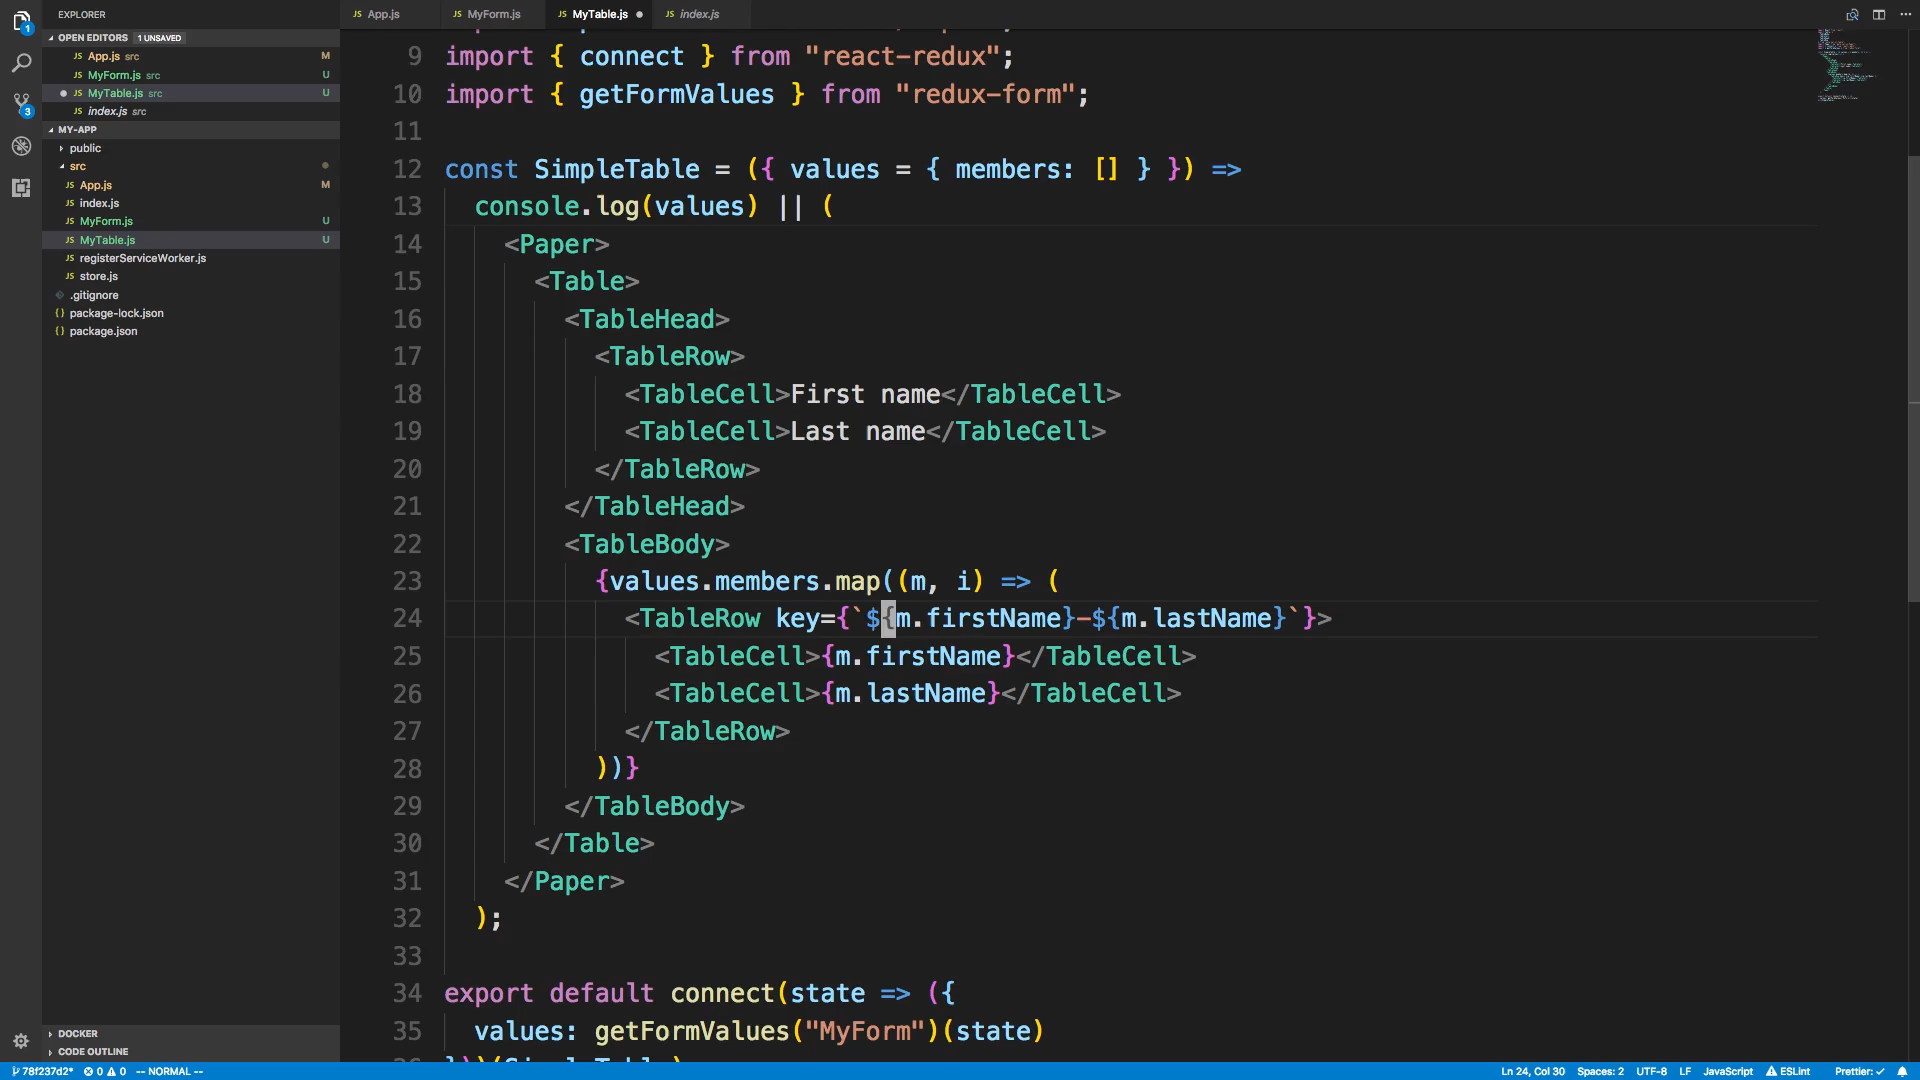 EXPLORER
OPEN EDITORS 1 UNSAVED
App.js src M
MyForm.js src U
MyTable.js src U
index.js src
MY-APP
public
src
App.js M
index.js
MyForm.js U
MyTable.js U
registerServiceWorker.js
store.js
.gitignore
package-lock.json
package.json
DOCKER
CODE OUTLINE
1
3
App.js MyForm.js MyTable.js index.js
9 import { connect } from "react-redux";
10 import { getFormValues } from "redux-form";
11
12 const SimpleTable = ({ values = { members: [] } }) =>
13 console.log(values) || (
14 <Paper>
15 <Table>
16 <TableHead>
17 <TableRow>
18 <TableCell>First name</TableCell>
19 <TableCell>Last name</TableCell>
20 </TableRow>
21 </TableHead>
22 <TableBody>
23 {values.members.map((m, i) => (
24 <TableRow key={`${m.firstName}-${m.lastName}`}>
25 <TableCell>{m.firstName}</TableCell>
26 <TableCell>{m.lastName}</TableCell>
27 </TableRow>
28 ))}
29 </TableBody>
30 </Table>
31 </Paper>
32 );
33
34 export default connect(state => ({
35 values: getFormValues("MyForm")(state)
78f237d2* 0 0 -- NORMAL -- Ln 24, Col 30 Spaces: 2 UTF-8 LF JavaScript ESLint Prettier: ✓